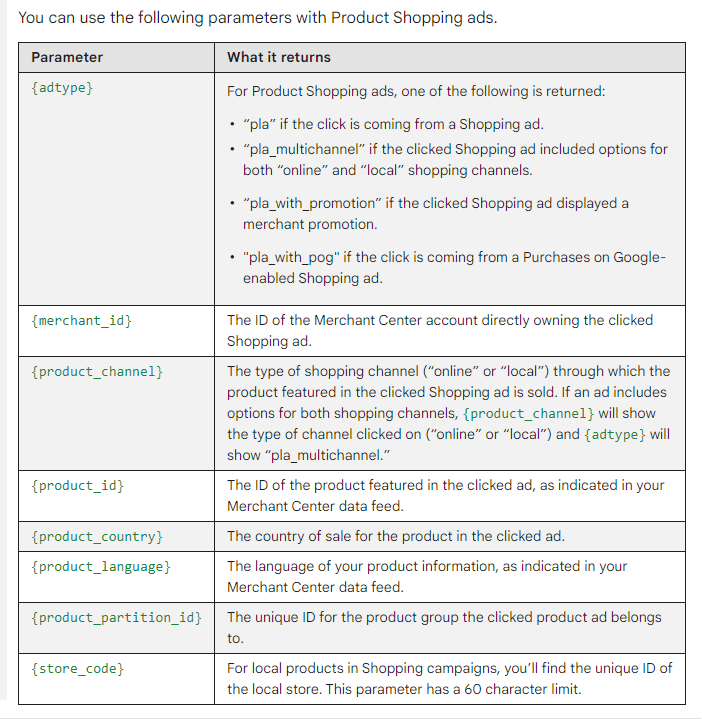 You can use the following parameters with Product Shopping ads.
Parameter
What it returns
{adtype}
For Product Shopping ads, one of the following is returned:
• “pla” if the click is coming from a Shopping ad.
• “pla_multichannel” if the clicked Shopping ad included options for
both “online” and “local” shopping channels.
• “pla_with_promotion” if the clicked Shopping ad displayed a
merchant promotion.
• "pla_with_pog" if the click is coming from a Purchases on Google-
enabled Shopping ad.
{merchant_id}
The ID of the Merchant Center account directly owning the clicked
Shopping ad.
{product_channel}
The type of shopping channel (“online” or “local”) through which the
product featured in the clicked Shopping ad is sold. If an ad includes
options for both shopping channels, {product_channel} will show
the type of channel clicked on (“online” or “local”) and {adtype} will
show “pla_multichannel.”
{product_id}
The ID of the product featured in the clicked ad, as indicated in your
Merchant Center data feed.
{product_country}
The country of sale for the product in the clicked ad.
{product_language}
The language of your product information, as indicated in your
Merchant Center data feed.
{product_partition_id}
The unique ID for the product group the clicked product ad belongs
to.
{store_code}
For local products in Shopping campaigns, you’ll find the unique ID of
the local store. This parameter has a 60 character limit.